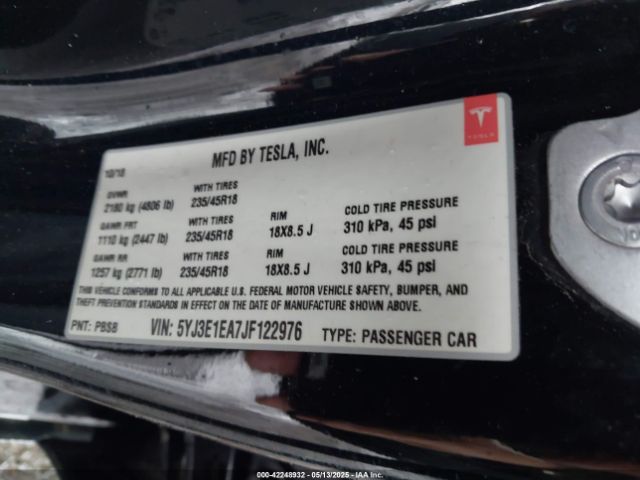 TESLA
MFD BY TESLA, INC.
10/18
GVWR
2180 kg (4806 lb)
WITH TIRES
235/45R18
GAWR FRT
1110 kg (2447 lb)
WITH TIRES
235/45R18
RIM
18X8.5 J
COLD TIRE PRESSURE
310 kPa, 45 psi
GAWR RR
1257 kg (2771 lb)
WITH TIRES
235/45R18
RIM
18X8.5 J
COLD TIRE PRESSURE
310 kPa, 45 psi
THIS VEHICLE CONFORMS TO ALL APPLICABLE U.S. FEDERAL MOTOR VEHICLE SAFETY, BUMPER, AND
THEFT PREVENTION STANDARDS IN EFFECT ON THE DATE OF MANUFACTURE SHOWN ABOVE.
PNT: PBSB VIN: 5YJ3E1EA7JF122976 TYPE: PASSENGER CAR
000-42248932 - 05/13/2025 - IAA Inc.